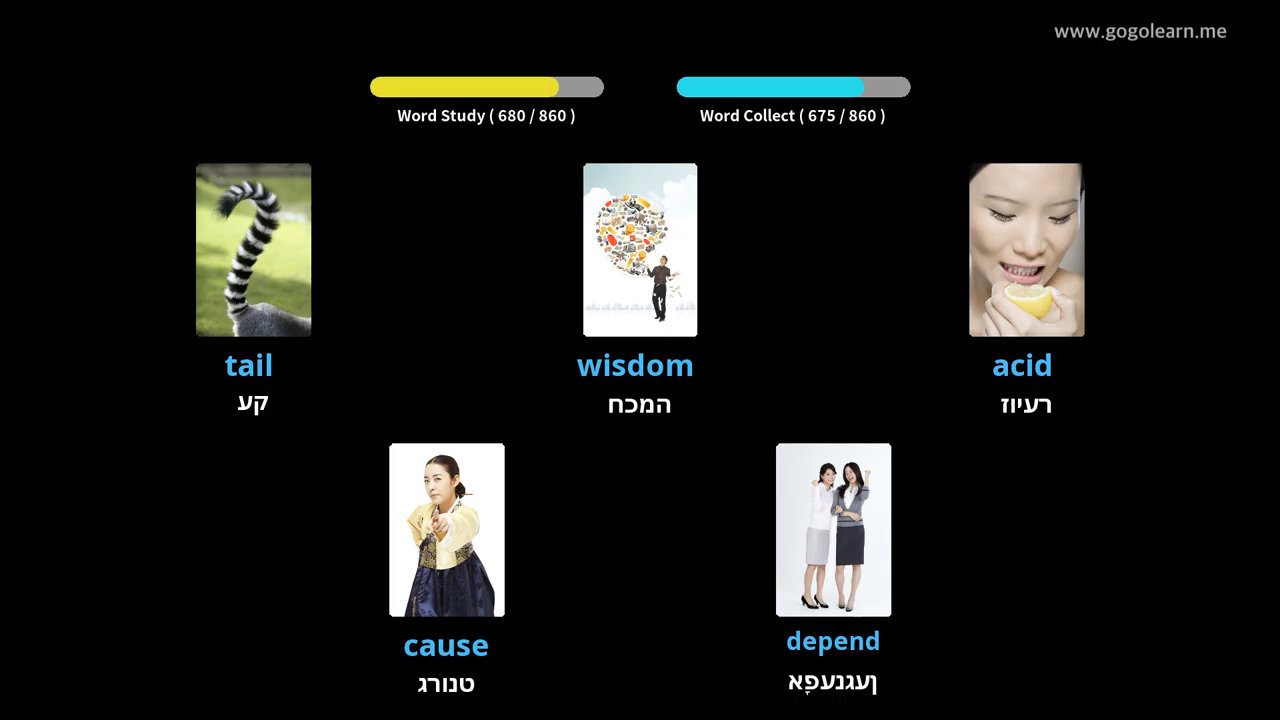 www.gogolearn.me
Word Study ( 680 / 860 )
Word Collect ( 675 / 860 )
tail
קע
wisdom
המכח
acid
רעיוז
cause
טנורג
depend
ןעגנעפָא